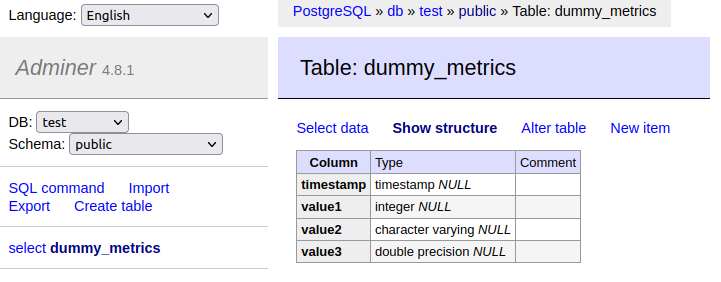 Language: English
PostgreSQL » db » test » public » Table: dummy_metrics
Adminer 4.8.1
Table: dummy_metrics
DB: test
Schema: public
SQL command Import
Export Create table
select dummy_metrics
Select data Show structure Alter table New item
Column Type Comment
timestamp timestamp NULL
value1 integer NULL
value2 character varying NULL
value3 double precision NULL